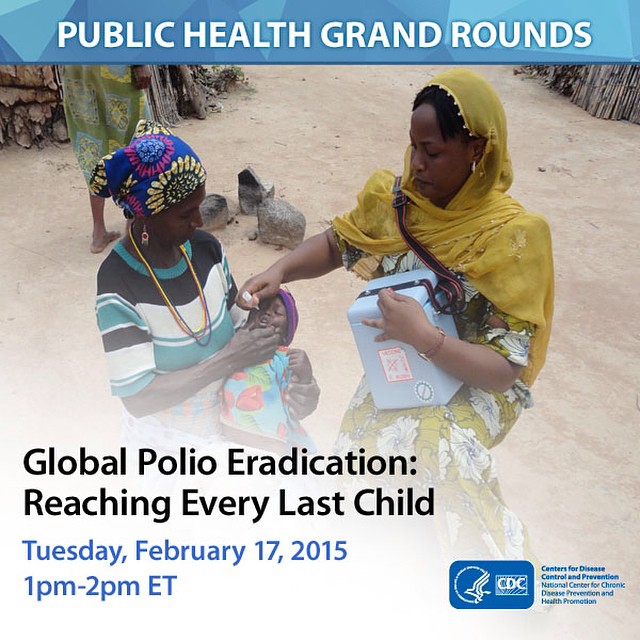 PUBLIC HEALTH GRAND ROUNDS
VACCINE
Global Polio Eradication:
Reaching Every Last Child
Tuesday, February 17, 2015
1pm-2pm ET
CDC
Centers for Disease
Control and Prevention
National Center for Chronic
Disease Prevention and
Health Promotion